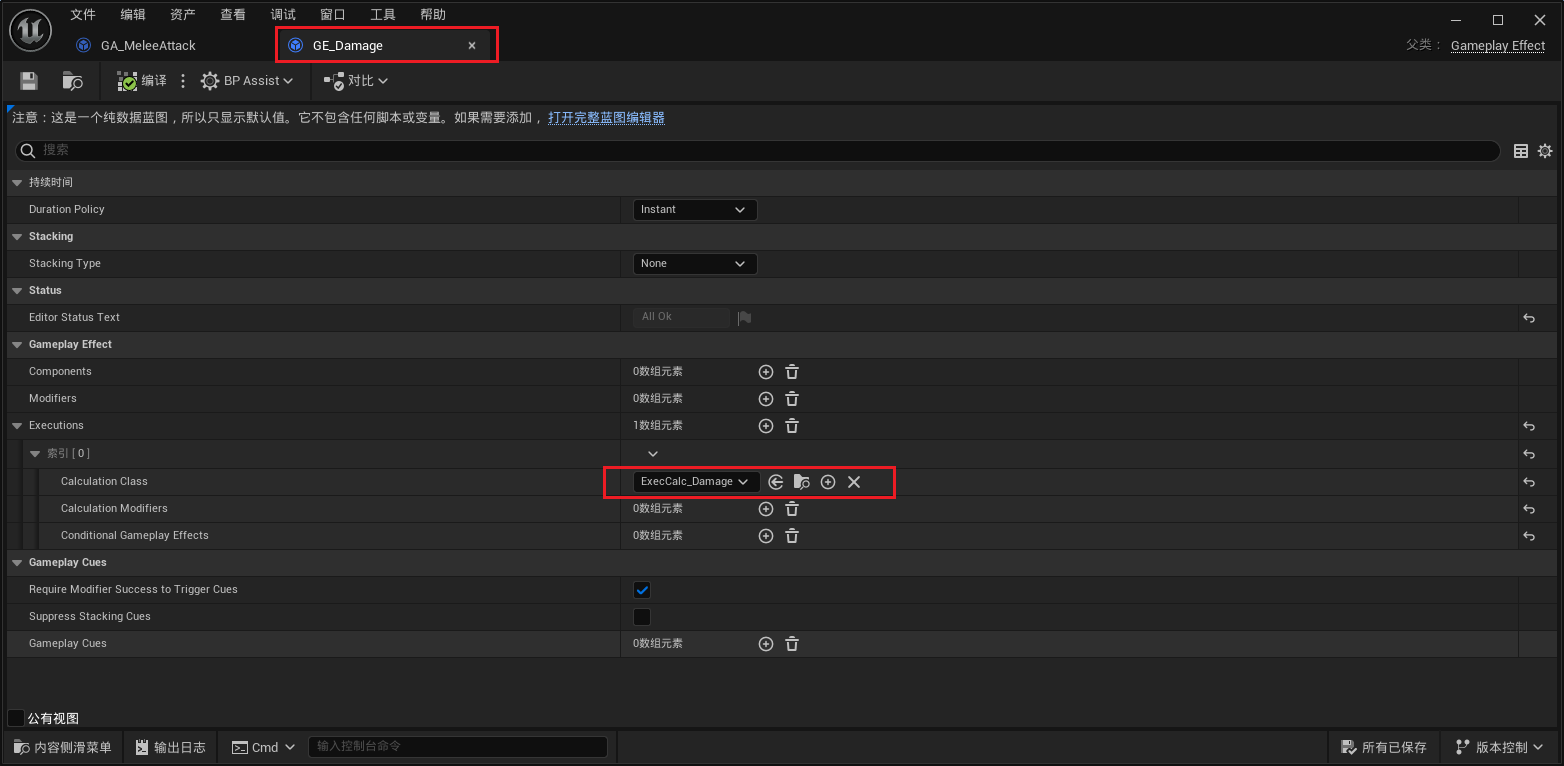 文件 编辑 资产 查看 调试 窗口 工具 帮助
GA_MeleeAttack GE_Damage 父类： Gameplay Effect
编译 BP Assist 对比
注意：这是一个纯数据蓝图，所以只显示默认值。它不包含任何脚本或变量。如果需要添加， 打开完整蓝图编辑器
搜索
持续时间
Duration Policy Instant
Stacking
Stacking Type None
Status
Editor Status Text All Ok
Gameplay Effect
Components 0数组元素
Modifiers 0数组元素
Executions 1数组元素
索引 [ 0 ]
Calculation Class ExecCalc_Damage
Calculation Modifiers 0数组元素
Conditional Gameplay Effects 0数组元素
Gameplay Cues
Require Modifier Success to Trigger Cues
Suppress Stacking Cues
Gameplay Cues 0数组元素
公有视图
内容侧滑菜单 输出日志 Cmd 输入控制台命令 所有已保存 版本控制